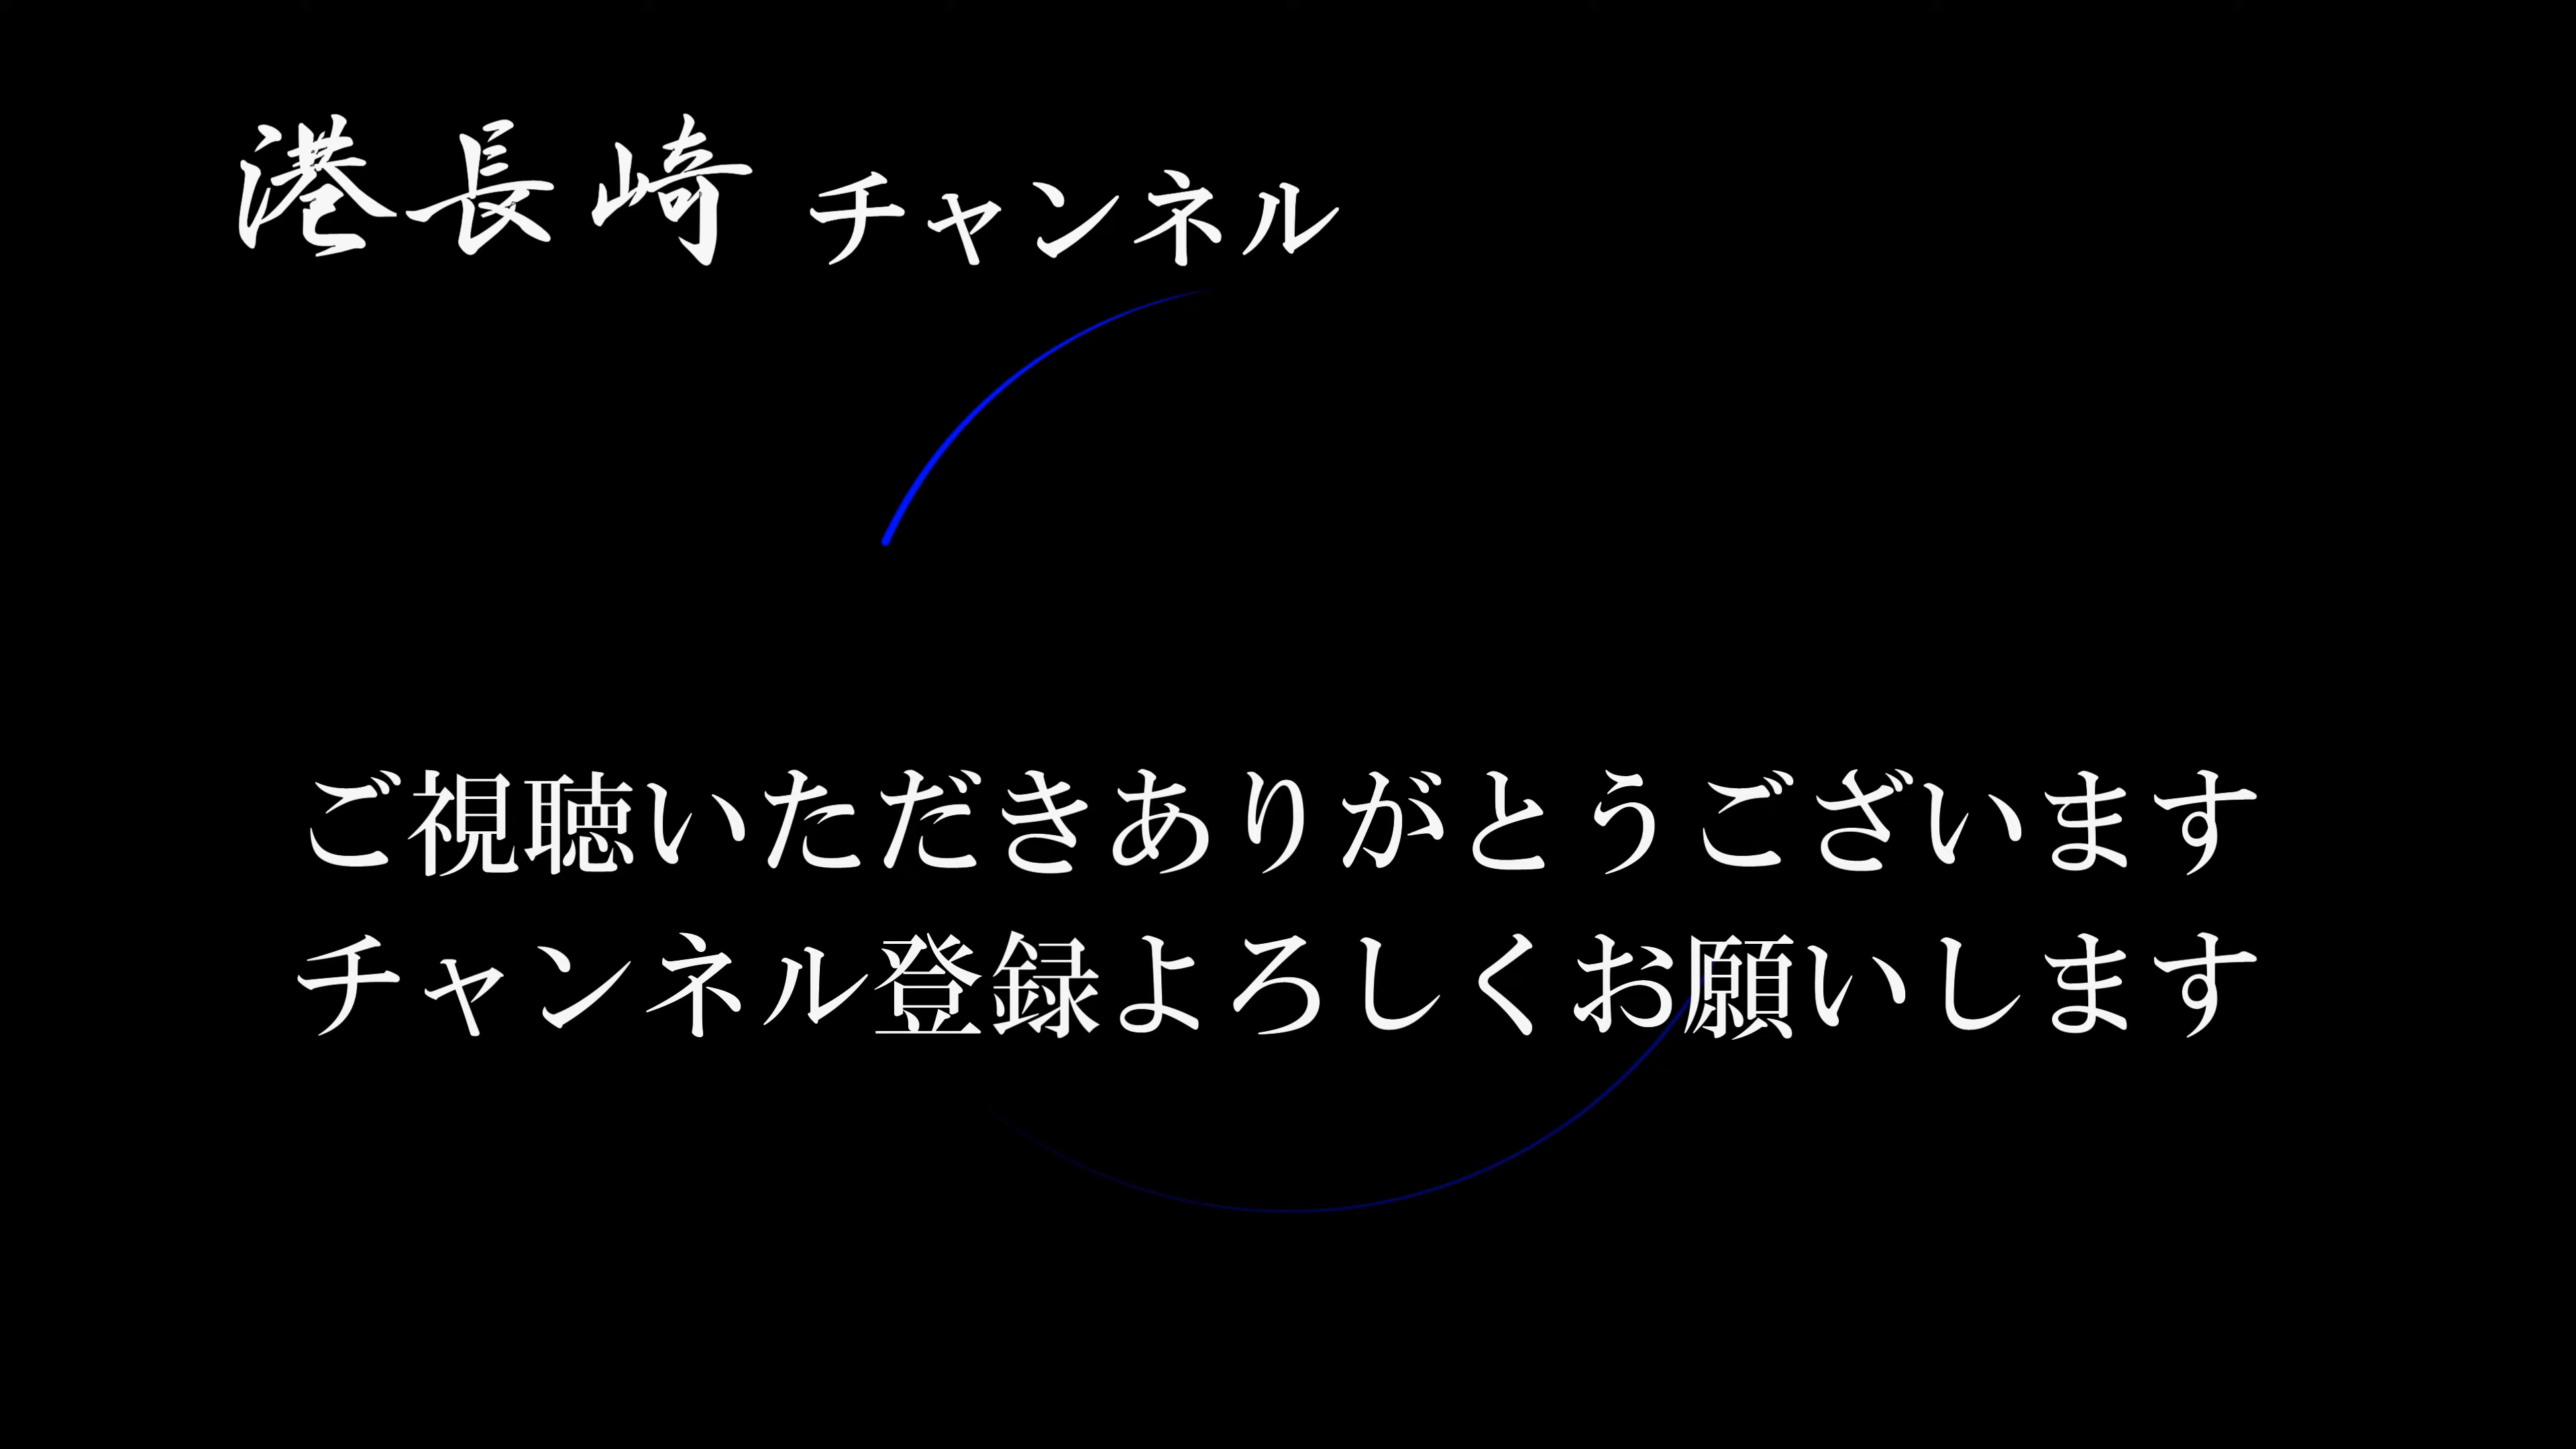 港長崎 チャンネル
ご視聴いただきありがとうございます
チャンネル登録よろしくお願いします